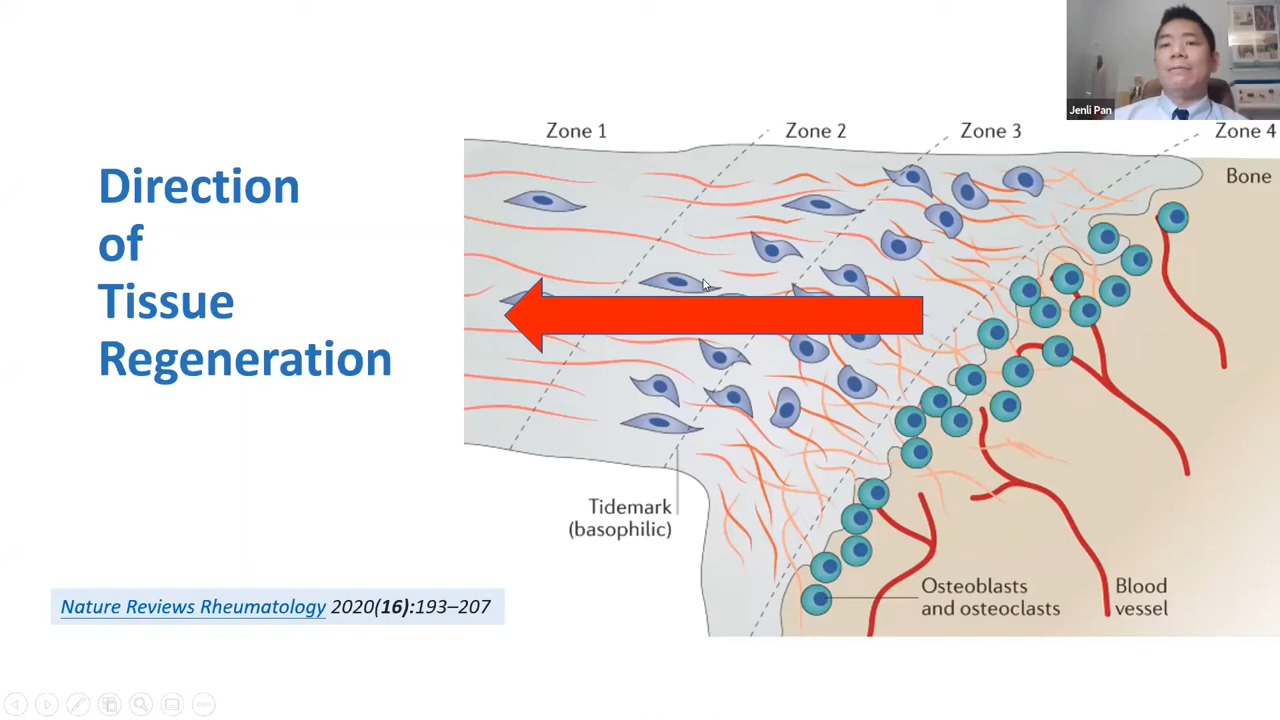 Jenli Pan
Zone 1
Zone 2
Zone 3
Zone 4
Bone
Direction
of
Tissue
Regeneration
Tidemark
(basophilic)
Osteoblasts
and osteoclasts
Blood
vessel
Nature Reviews Rheumatology 2020(16):193–207